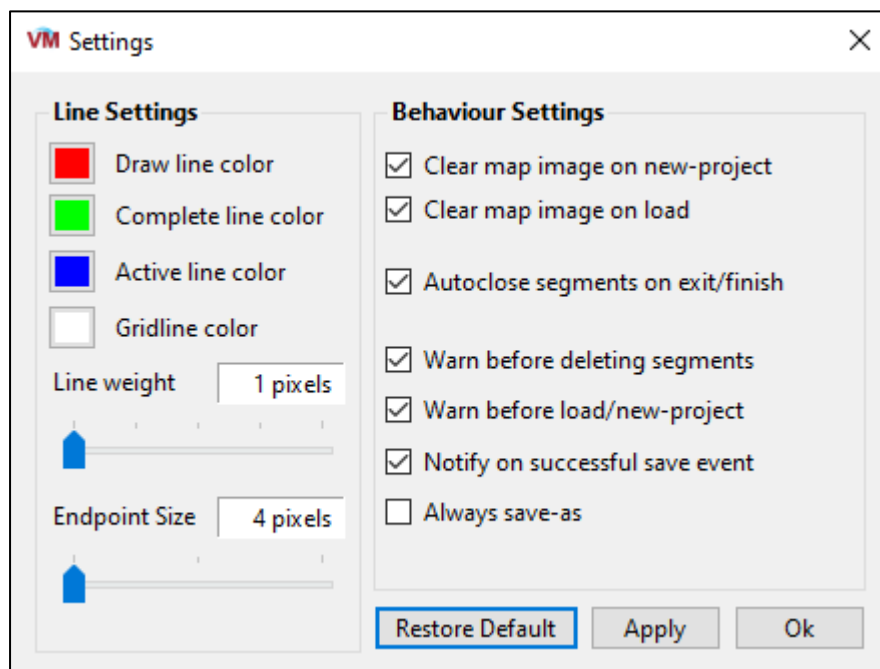 VM Settings
Line Settings
Draw line color
Complete line color
Active line color
Gridline color
Line weight 1 pixels
Endpoint Size 4 pixels
Behaviour Settings
Clear map image on new-project
Clear map image on load
Autoclose segments on exit/finish
Warn before deleting segments
Warn before load/new-project
Notify on successful save event
Always save-as
Restore Default Apply Ok